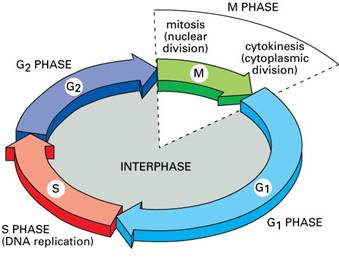 M PHASE
mitosis
(nuclear
division)
cytokinesis
(cytoplasmic
division)
G2 PHASE
G2
M
INTERPHASE
S
G1
S PHASE
(DNA replication)
G1 PHASE